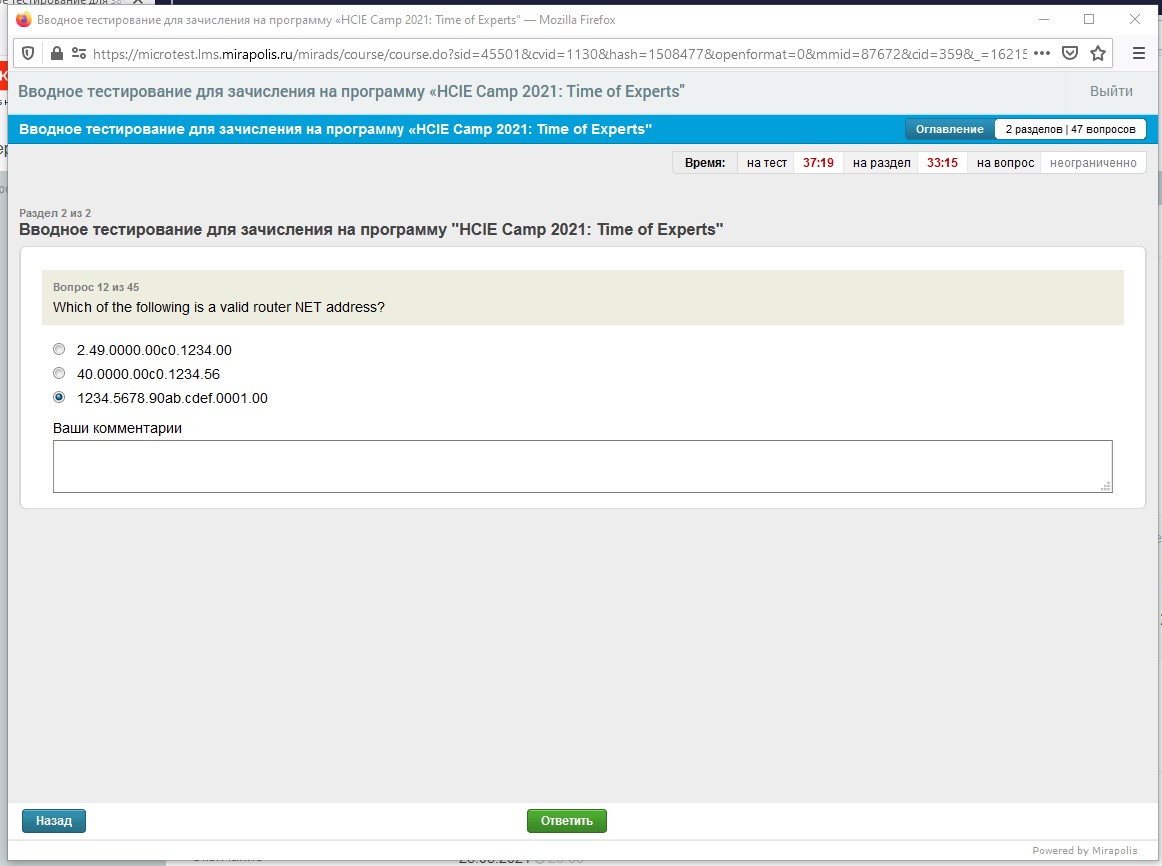 Вводное тестирование для зачисления на программу «HCIE Camp 2021: Time of Experts" — Mozilla Firefox
https://microtest.lms.mirapolis.ru/mirads/course/course.do?sid=45501&cvid=1130&hash=1508477&openformat=0&mmid=87672&cid=359&_=16215
Вводное тестирование для зачисления на программу «HCIE Camp 2021: Time of Experts"
Выйти
Вводное тестирование для зачисления на программу «HCIE Camp 2021: Time of Experts"
Оглавление
2 разделов | 47 вопросов
Время: на тест 37:19 на раздел 33:15 на вопрос неограниченно
Раздел 2 из 2
Вводное тестирование для зачисления на программу "HCIE Camp 2021: Time of Experts"
Вопрос 12 из 45
Which of the following is a valid router NET address?
2.49.0000.00c0.1234.00
40.0000.00c0.1234.56
1234.5678.90ab.cdef.0001.00
Ваши комментарии
Назад
Ответить
Powered by Mirapolis